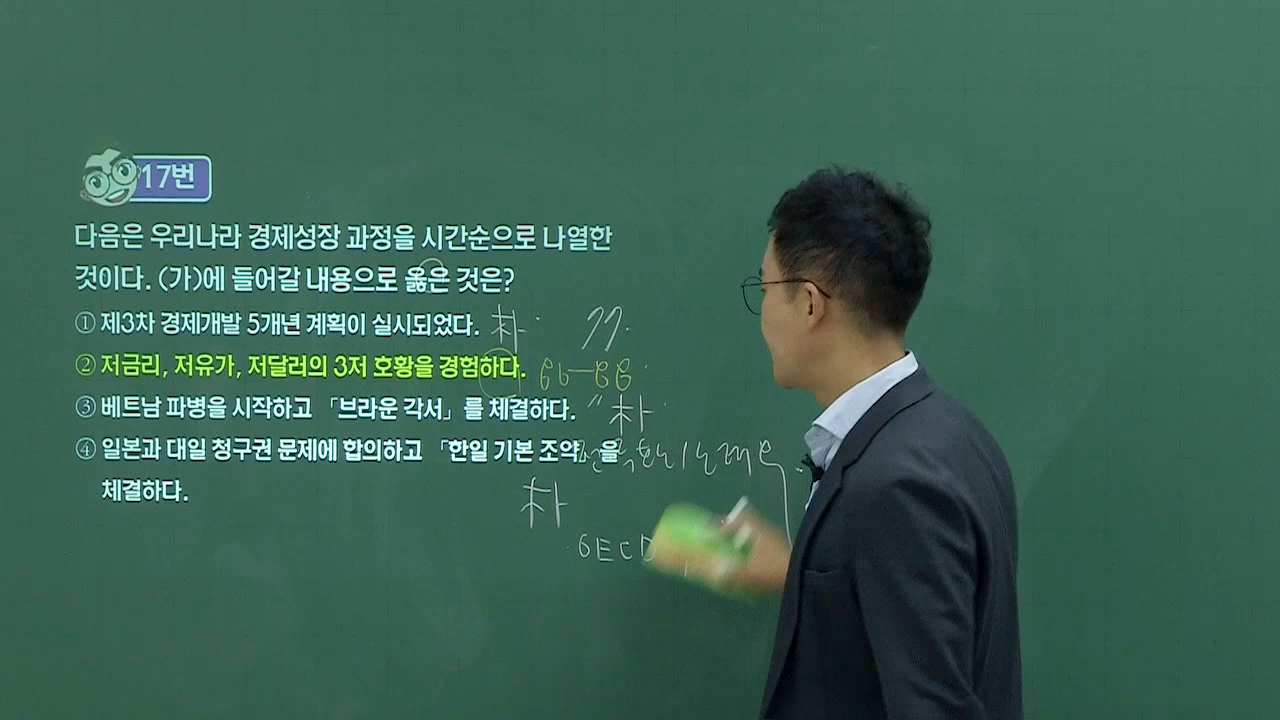 17번
다음은 우리나라 경제성장 과정을 시간순으로 나열한
것이다. (가)에 들어갈 내용으로 옳은 것은?
① 제3차 경제개발 5개년 계획이 실시되었다. 朴
② 저금리, 저유가, 저달러의 3저 호황을 경험하다. 86-88
③ 베트남 파병을 시작하고 「브라운 각서」를 체결하다. 朴
④ 일본과 대일 청구권 문제에 합의하고 「한일 기본 조약」을
체결하다.
朴
OECD